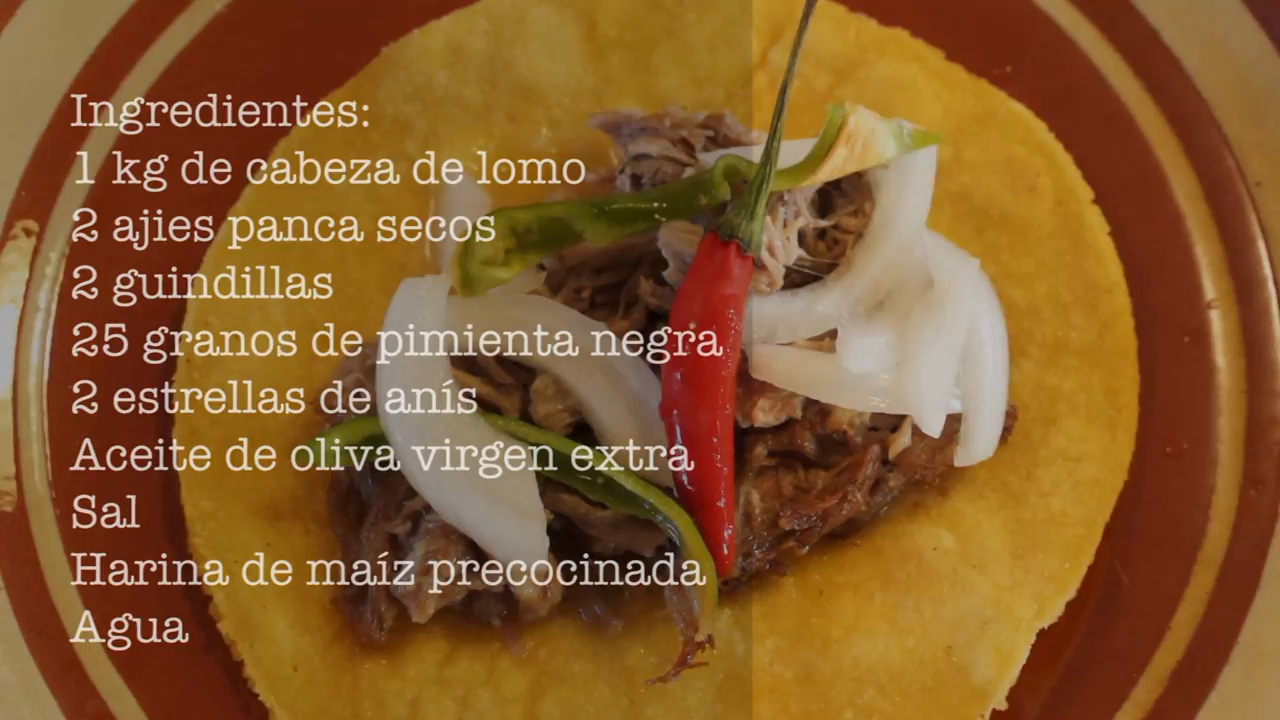 Ingredientes:
1 kg de cabeza de lomo
2 ajies panca secos
2 guindillas
25 granos de pimienta negra
2 estrellas de anís
Aceite de oliva virgen extra
Sal
Harina de maíz precocinada
Agua